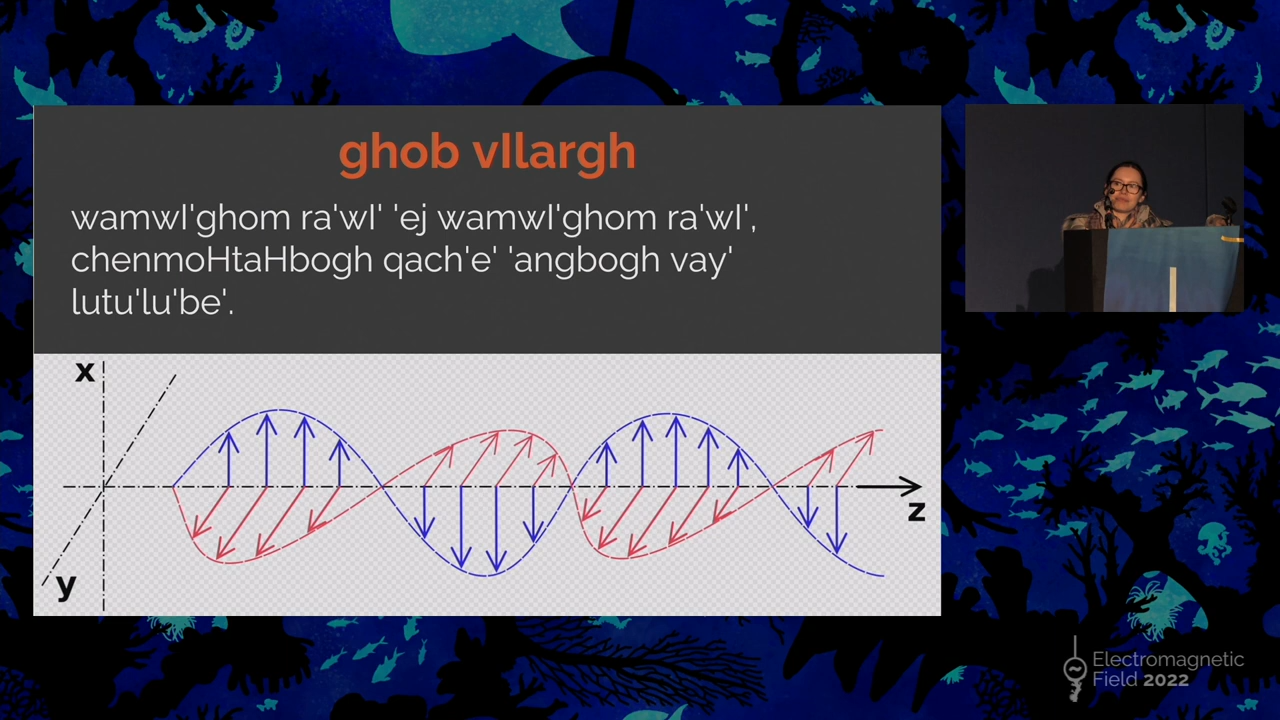 ghob vIlargh
wamwI'ghom ra'wI' 'ej wamwI'ghom ra'wI',
chenmoHtaHbogh qach'e' 'angbogh vay'
lutu'lu'be'.
x
y
z
Electromagnetic
Field 2022